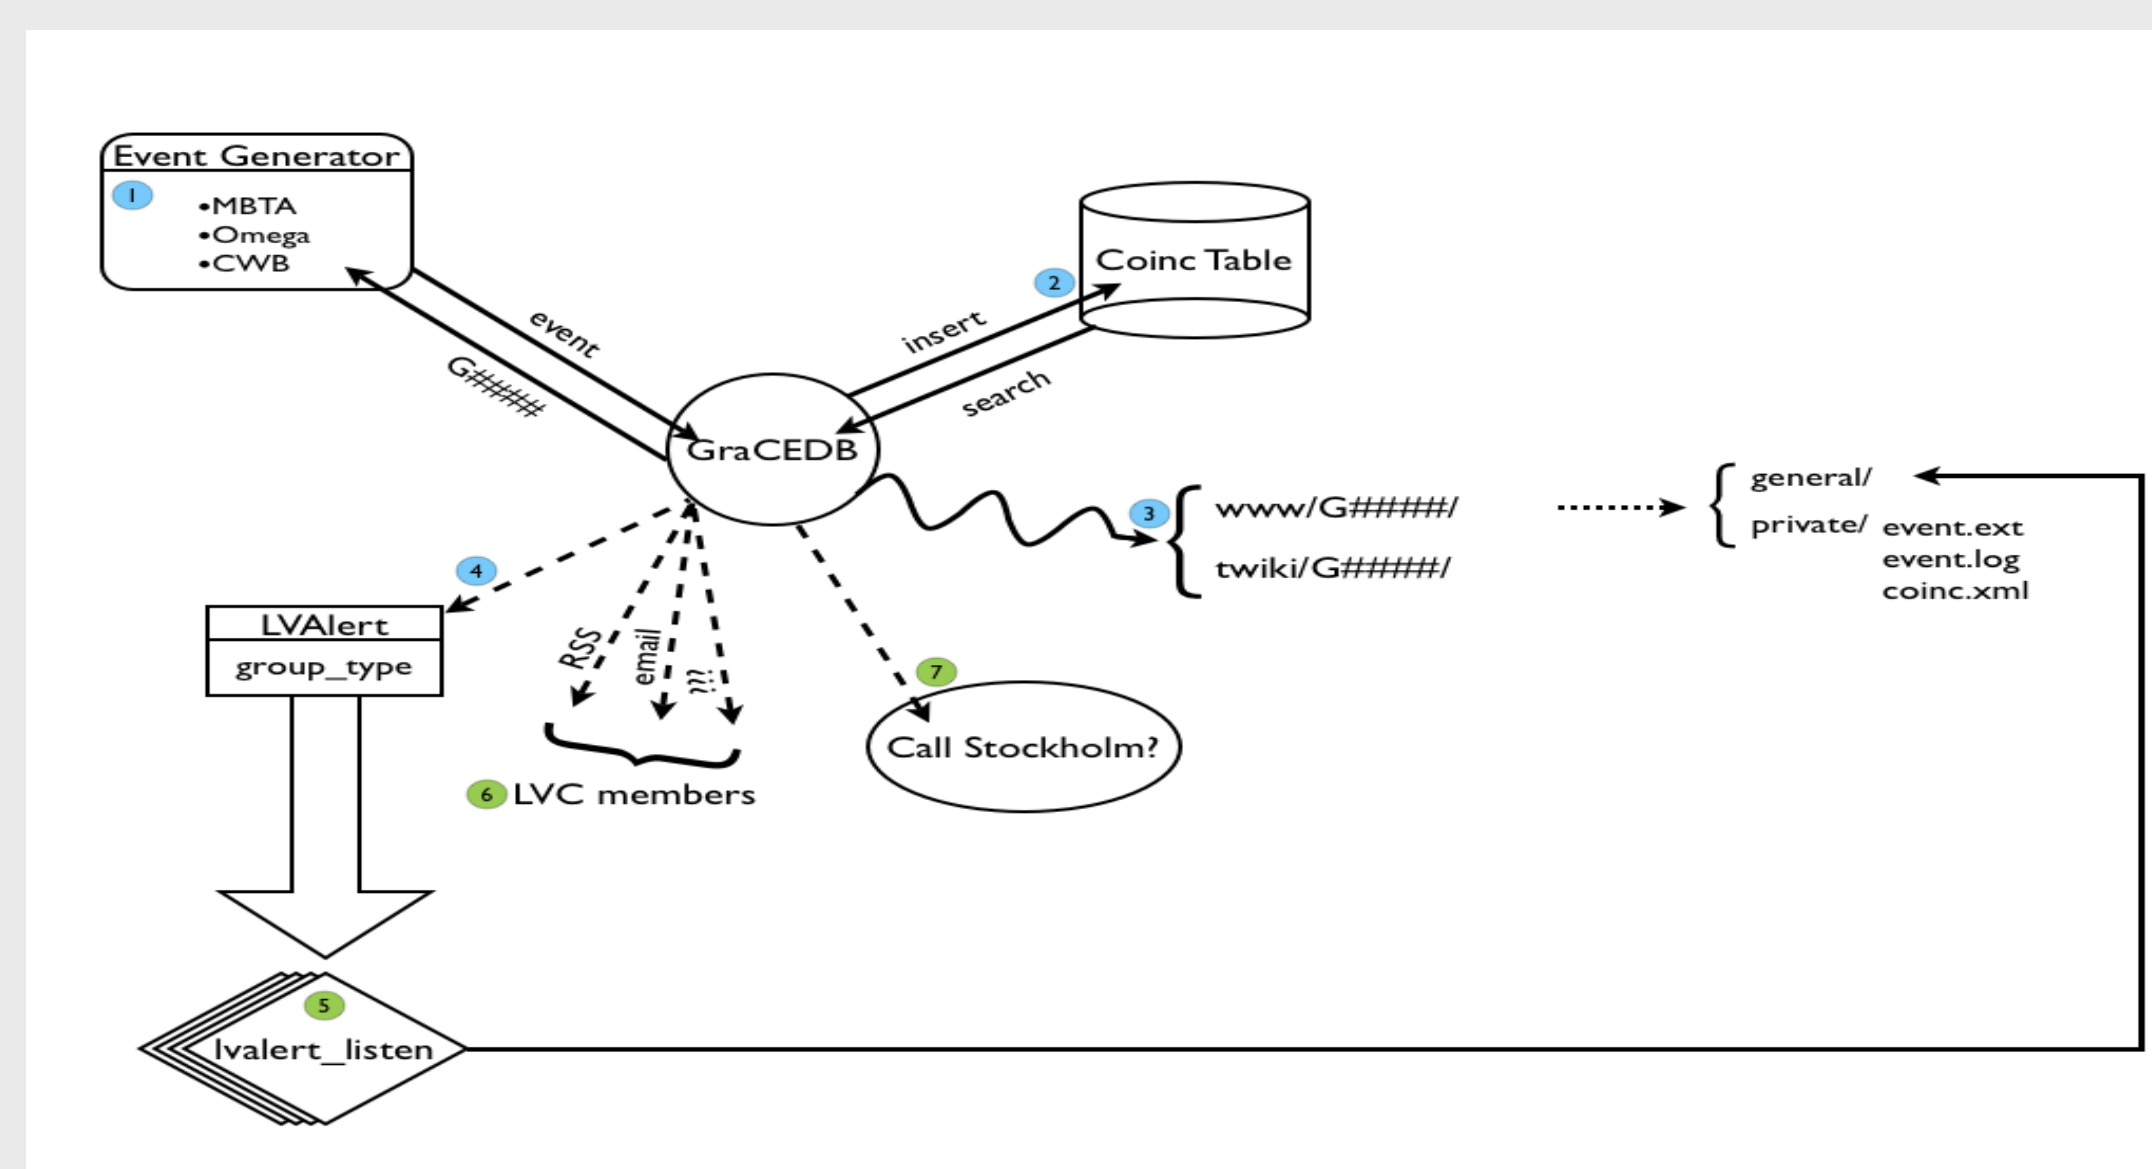 Event Generator
1
•MBTA
•Omega
•CWB
event
G#####
2
Coinc Table
insert
search
GraCEDB
3
www/G#####/
twiki/G#####/
general/
private/
event.ext
event.log
coinc.xml
4
LVAlert
group_type
RSS
email
???
6
LVC members
7
Call Stockholm?
5
lvalert_listen